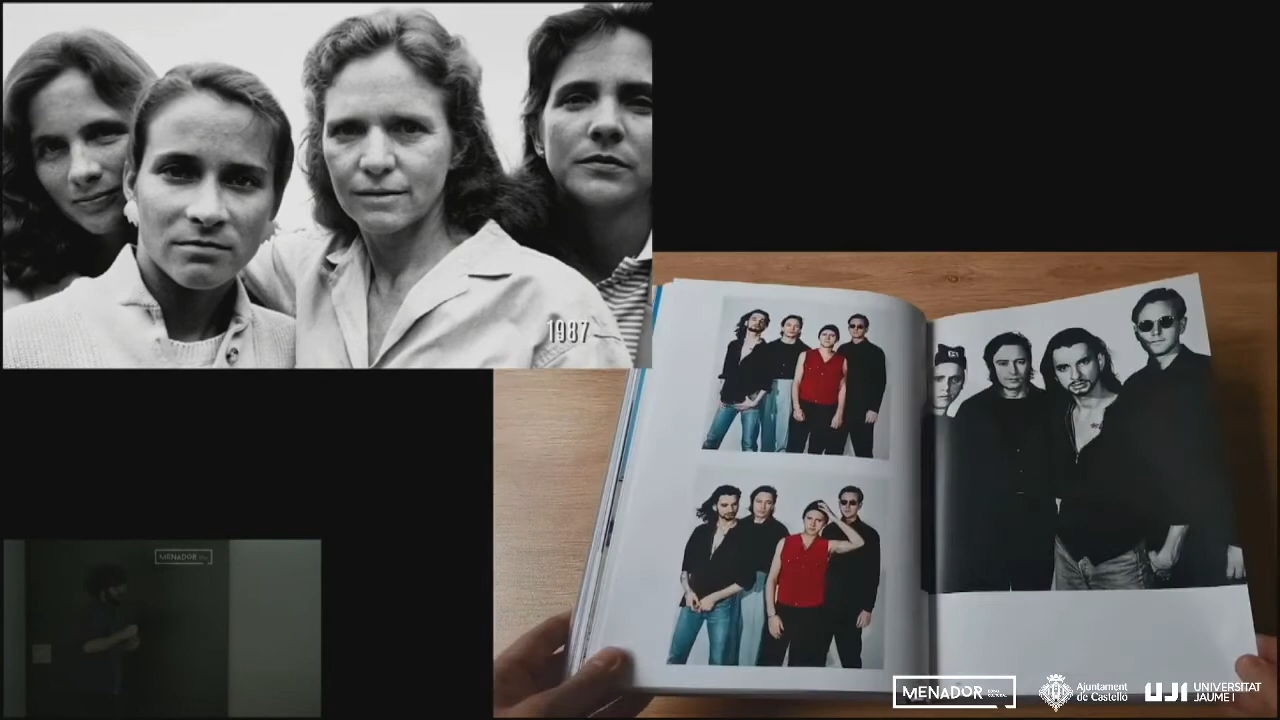 1987
MENADOR
MENADOR
Ajuntament
de Castelló
UJI UNIVERSITAT
JAUME I